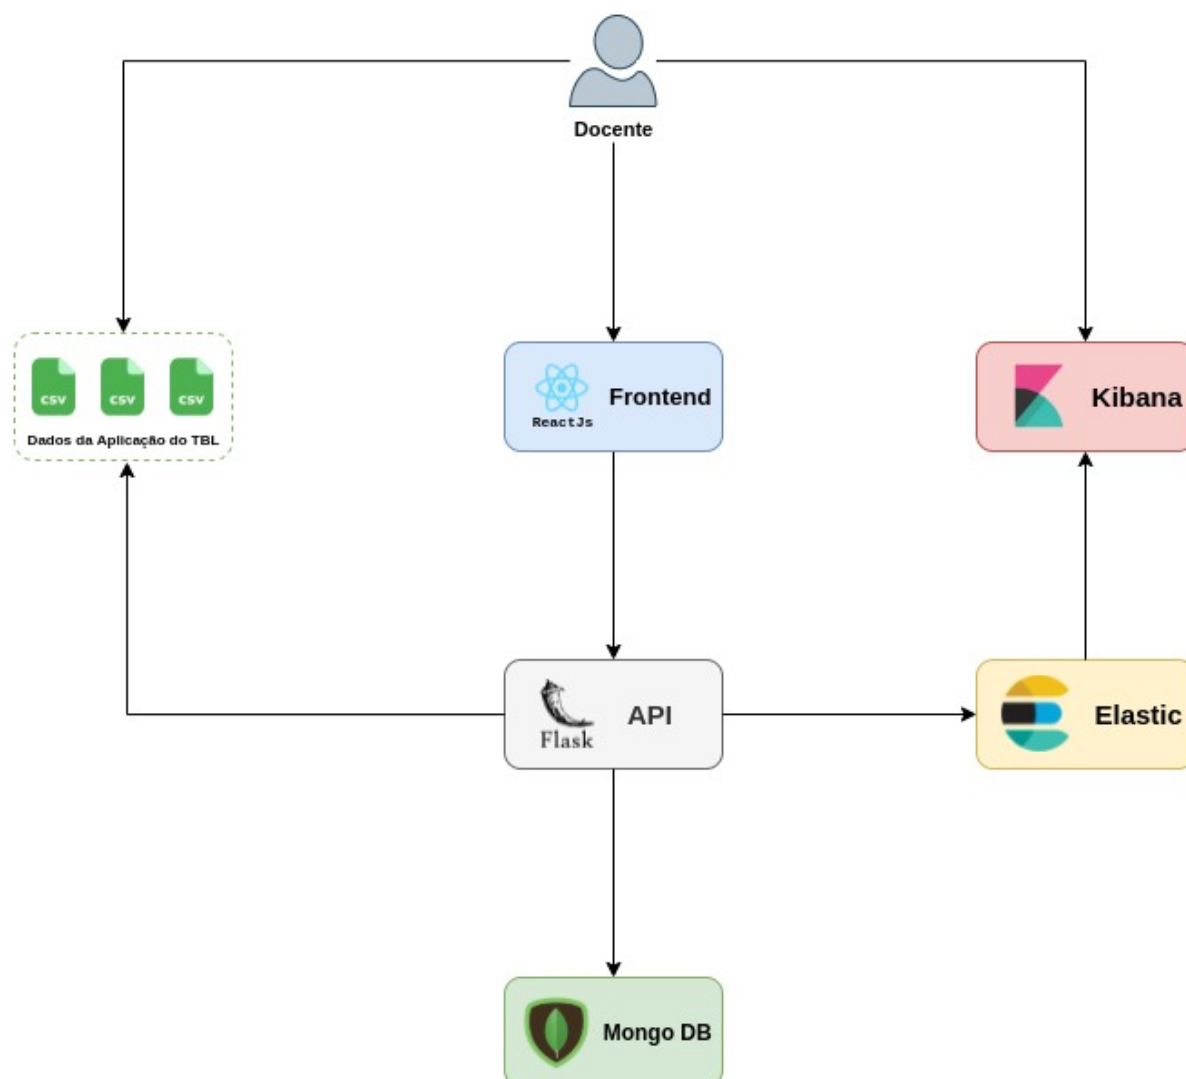 Docente
csv csv csv
Dados da Aplicação do TBL
ReactJs
Frontend
Kibana
Flask
API
Elastic
Mongo DB